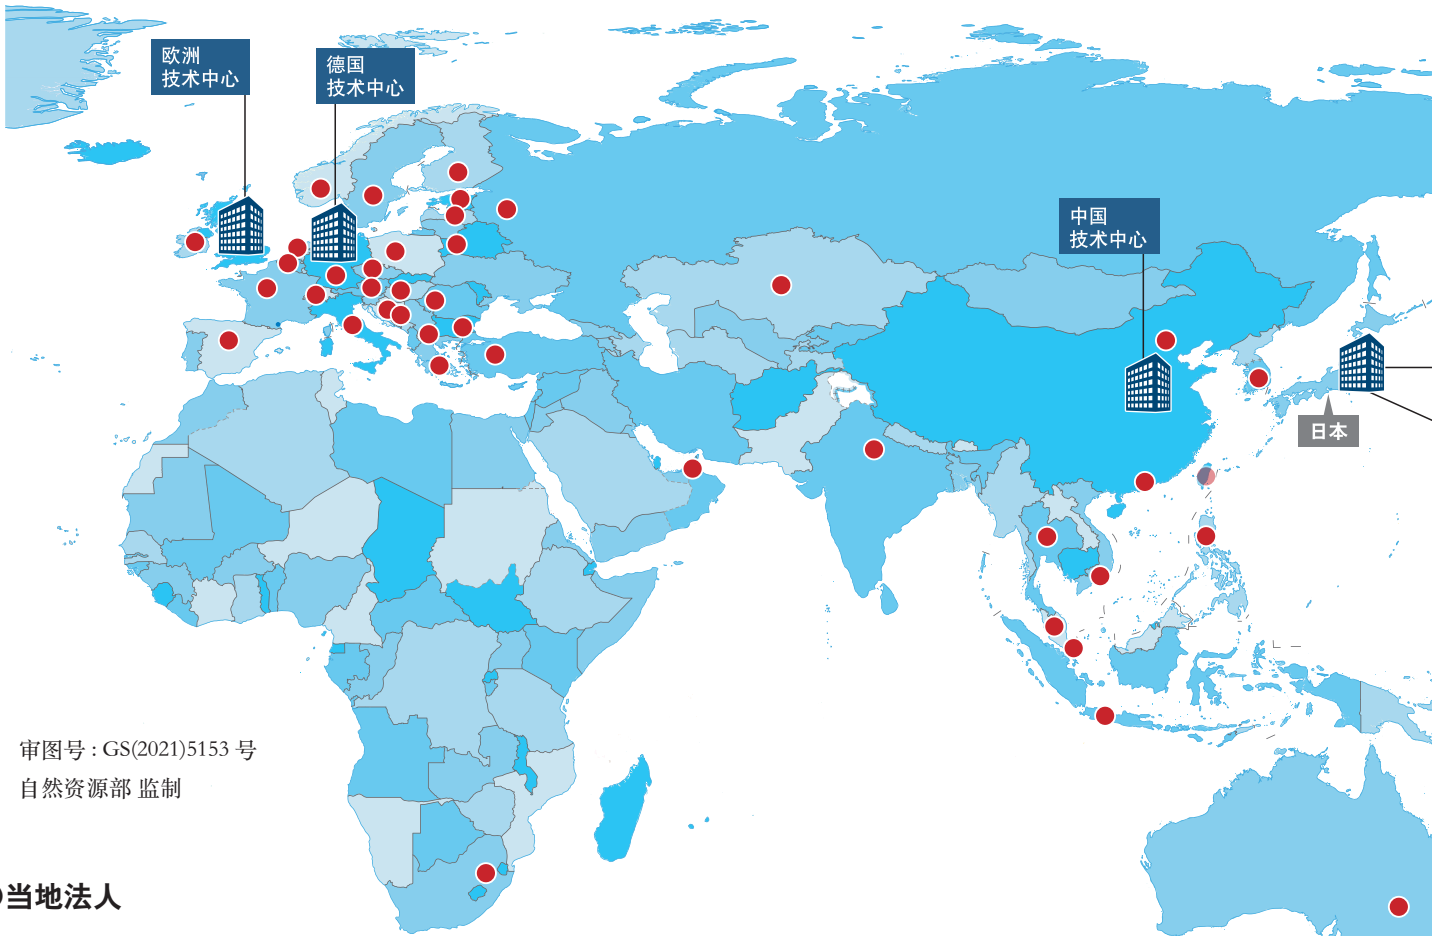 欧洲
技术中心
德国
技术中心
中国
技术中心
日本
审图号 : GS(2021)5153 号
自然资源部 监制
当地法人